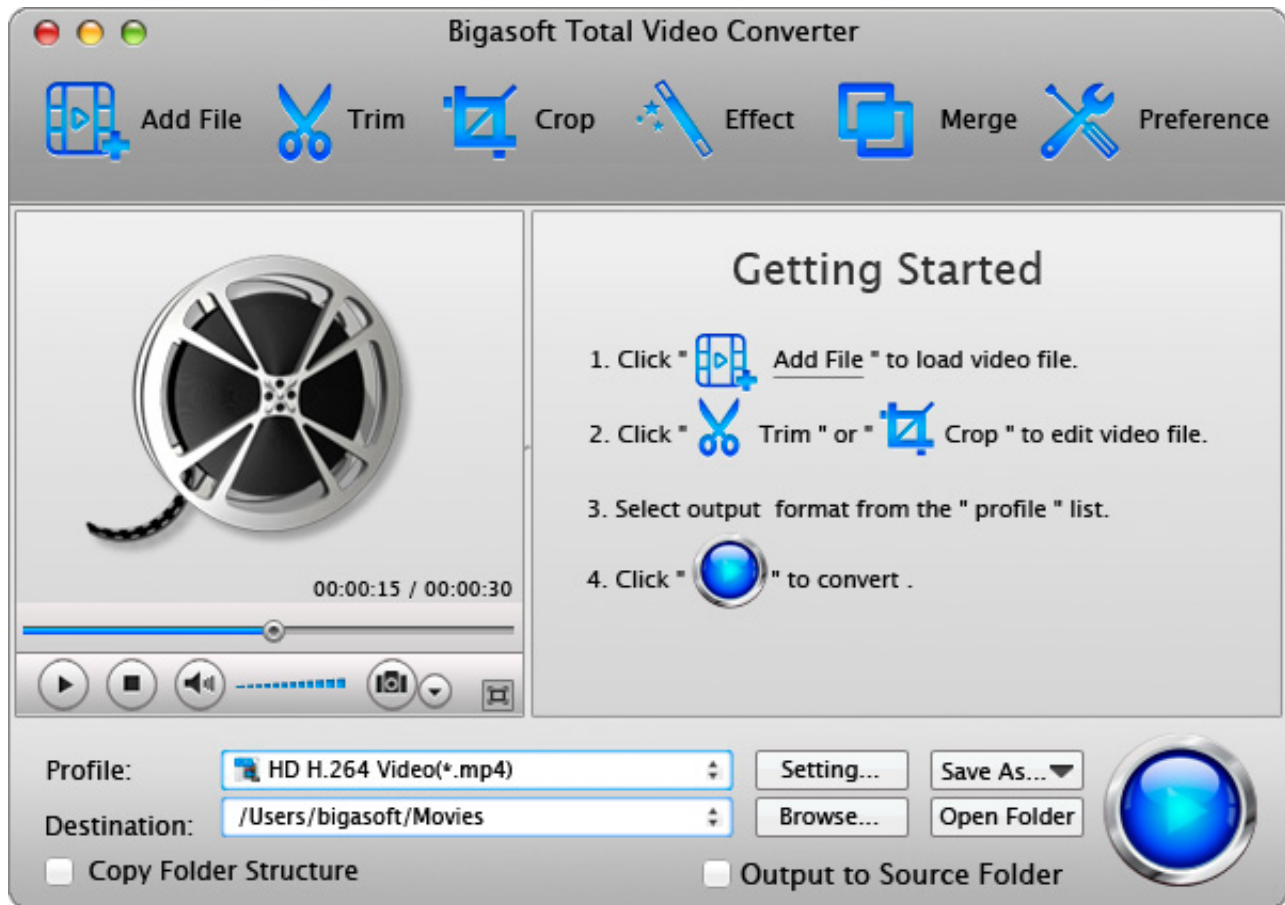 Bigasoft Total Video Converter
Add File Trim Crop Effect Merge Preference
Getting Started
1. Click " Add File " to load video file.
2. Click " Trim " or " Crop " to edit video file.
3. Select output format from the " profile " list.
4. Click " " to convert .
00:00:15 / 00:00:30
Profile: HD H.264 Video(*.mp4) Setting... Save As...
Destination: /Users/bigasoft/Movies Browse... Open Folder
Copy Folder Structure Output to Source Folder